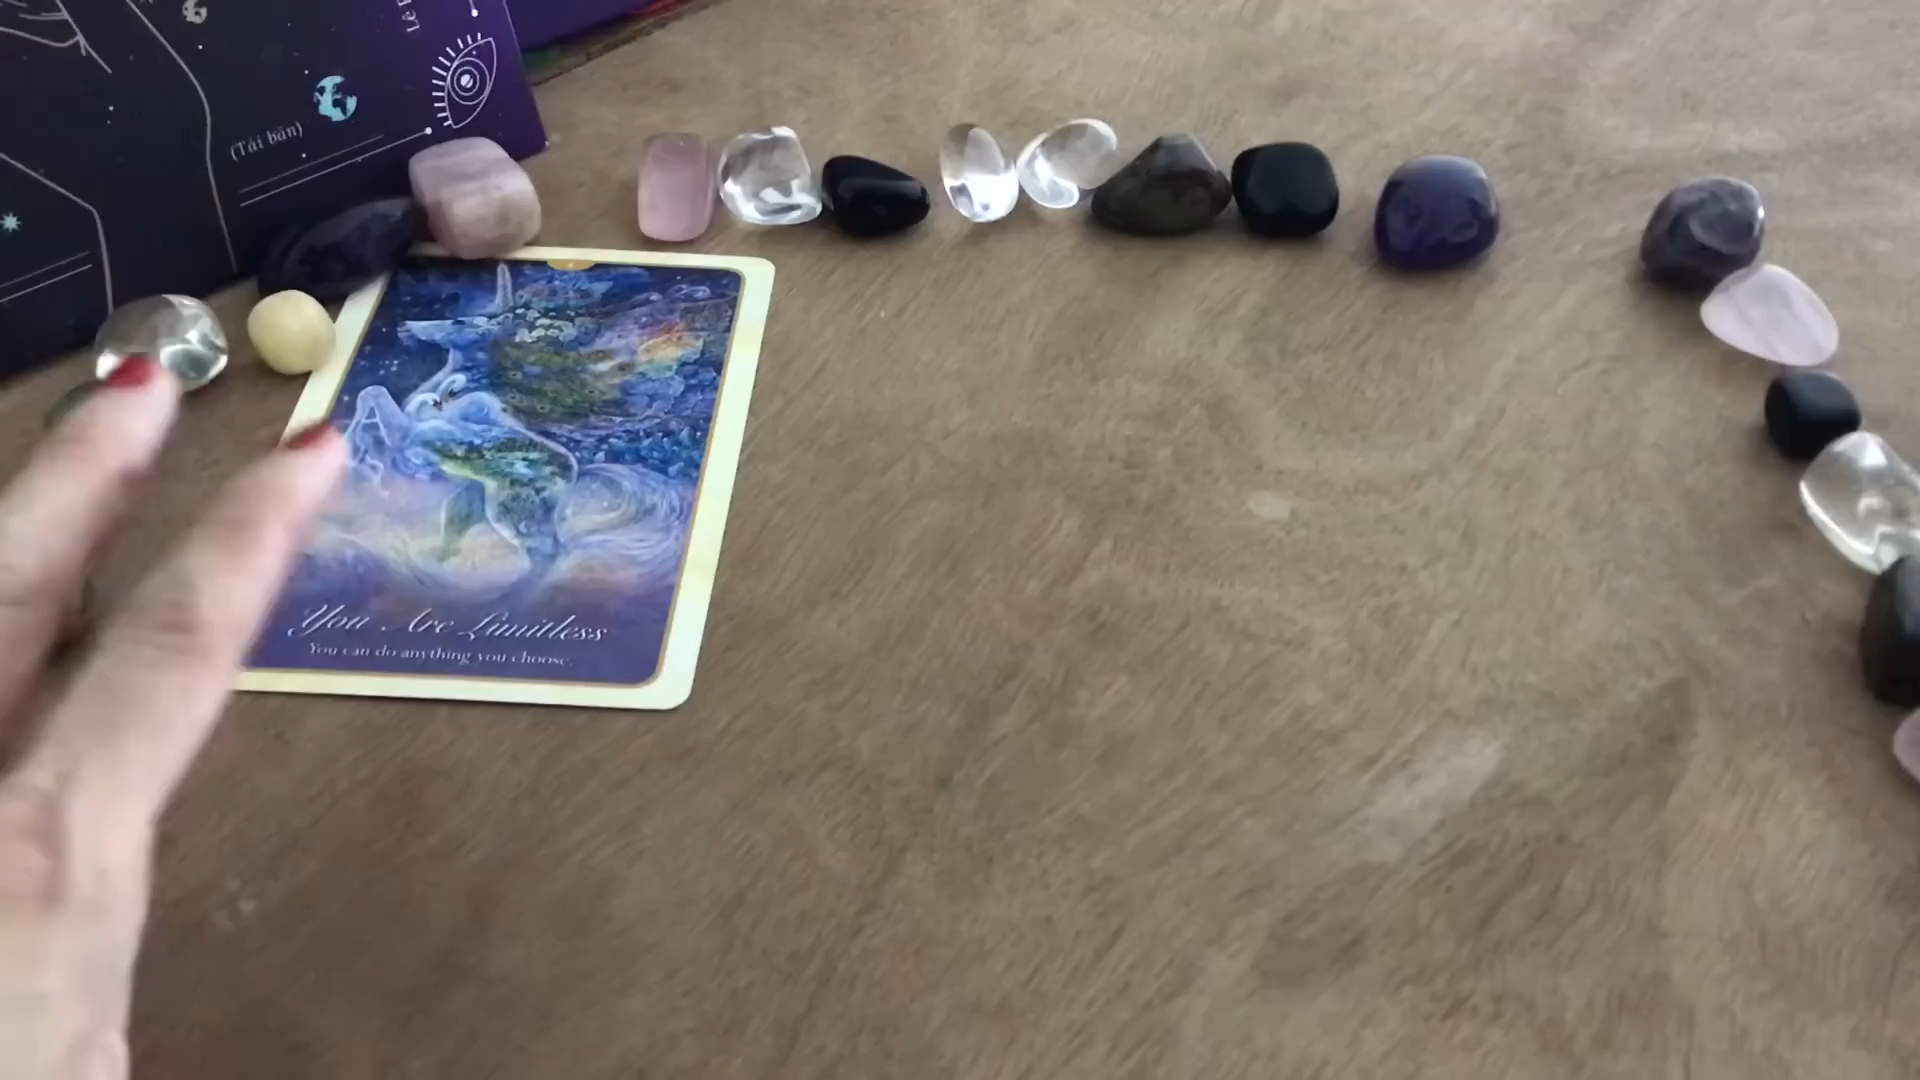 (Tái bản)
You Are Limitless
You can do anything you choose.